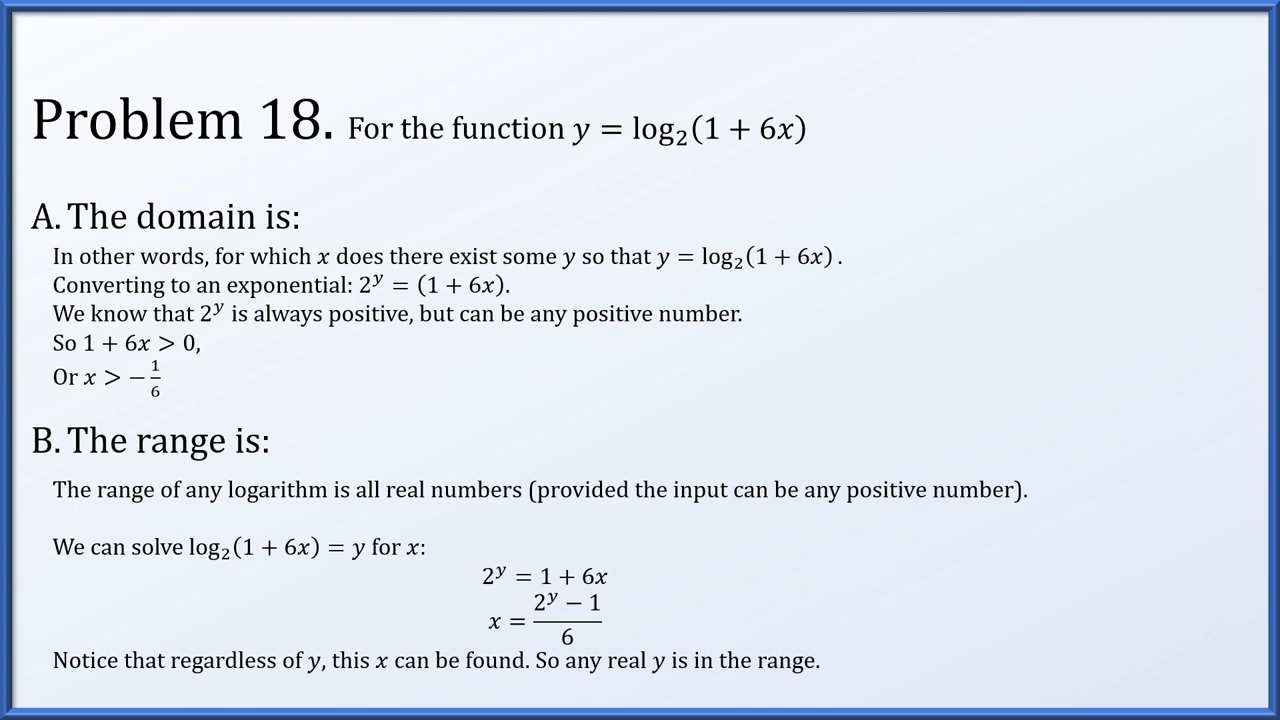 Problem 18. For the function y = log₂(1 + 6x)
A. The domain is:
In other words, for which x does there exist some y so that y = log₂(1 + 6x) .
Converting to an exponential: 2ʸ = (1 + 6x).
We know that 2ʸ is always positive, but can be any positive number.
So 1 + 6x > 0,
Or x > −1/6
B. The range is:
The range of any logarithm is all real numbers (provided the input can be any positive number).
We can solve log₂(1 + 6x) = y for x:
2ʸ = 1 + 6x
x = (2ʸ − 1)/6
Notice that regardless of y, this x can be found. So any real y is in the range.